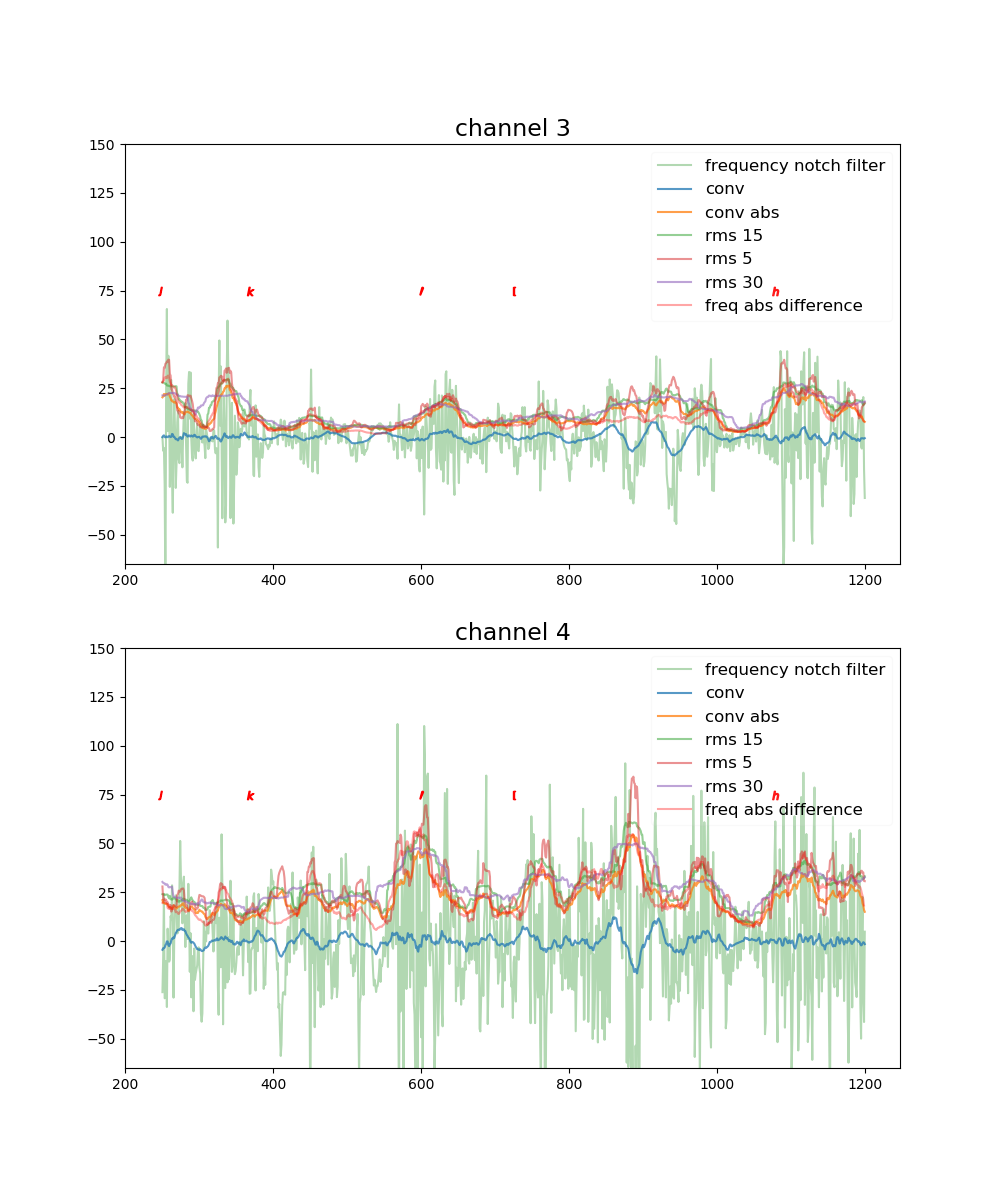 channel 3
150
125
100
75
50
25
0
−25
−50
frequency notch filter
conv
conv abs
rms 15
rms 5
rms 30
freq abs difference
k
h
200 400 600 800 1000 1200
channel 4
150
125
100
75
50
25
0
−25
−50
frequency notch filter
conv
conv abs
rms 15
rms 5
rms 30
freq abs difference
k
h
200 400 600 800 1000 1200